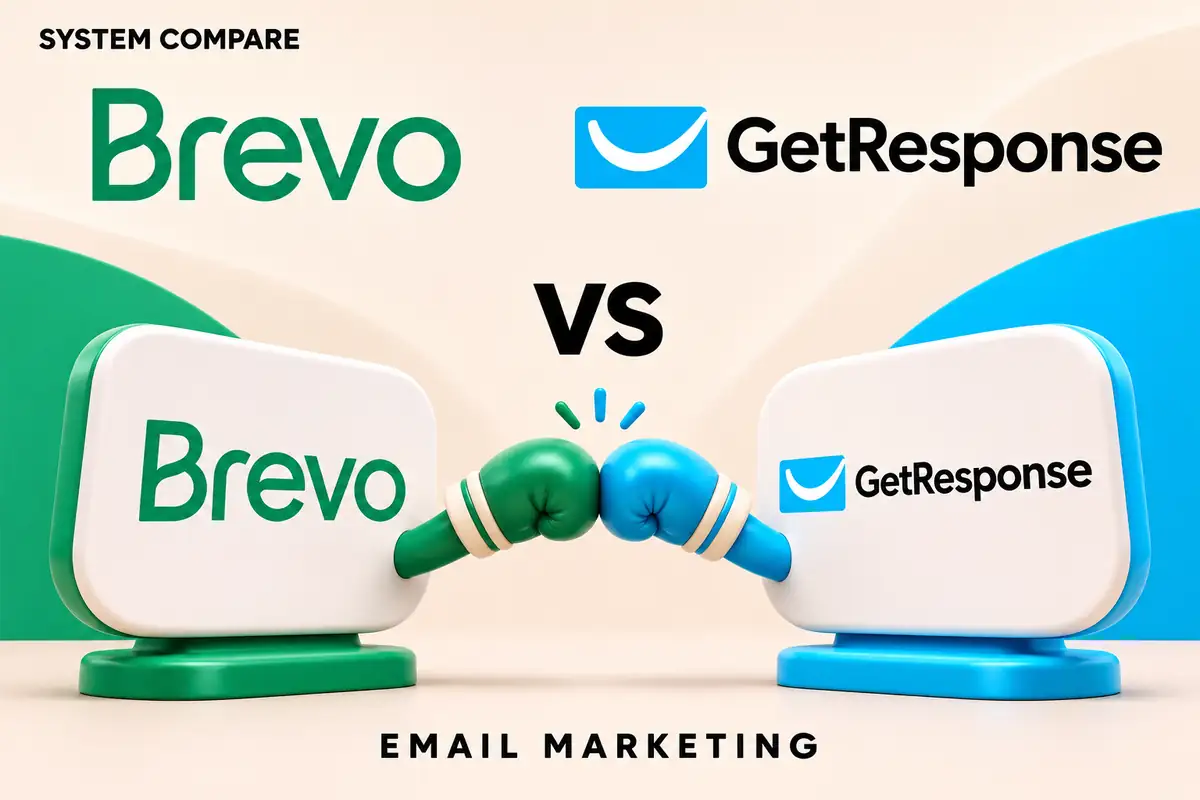 SYSTEM COMPARE
Brevo
GetResponse
VS
Brevo
GetResponse
EMAIL MARKETING